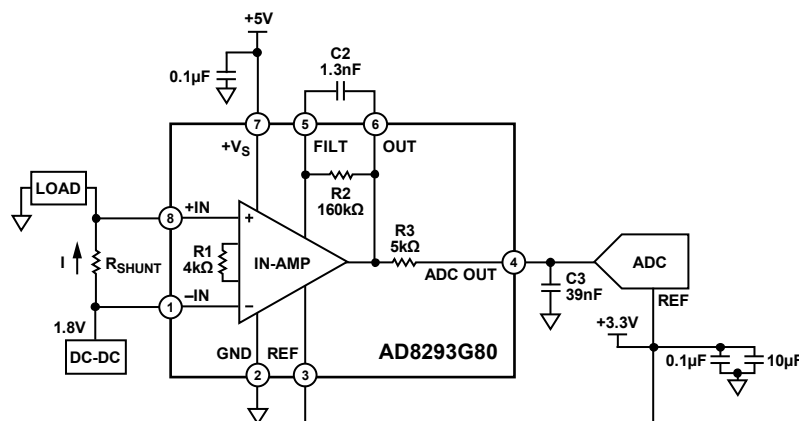 +5V
C2
1.3nF
0.1µF
7
5
6
+VS
FILT
OUT
LOAD
R2
160kΩ
+IN
8
+
R3
5kΩ
R1
4kΩ
IN-AMP
ADC OUT
4
ADC
I
RSHUNT
C3
39nF
REF
–IN
1
–
1.8V
+3.3V
DC-DC
GND
REF
AD8293G80
0.1µF
10µF
2
3